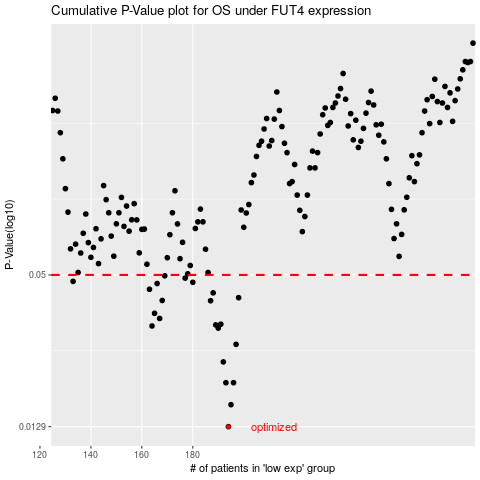 Cumulative P-Value plot for OS under FUT4 expression
P-Value(log10)
0.05
0.0129
optimized
120 140 160 180
# of patients in 'low exp' group